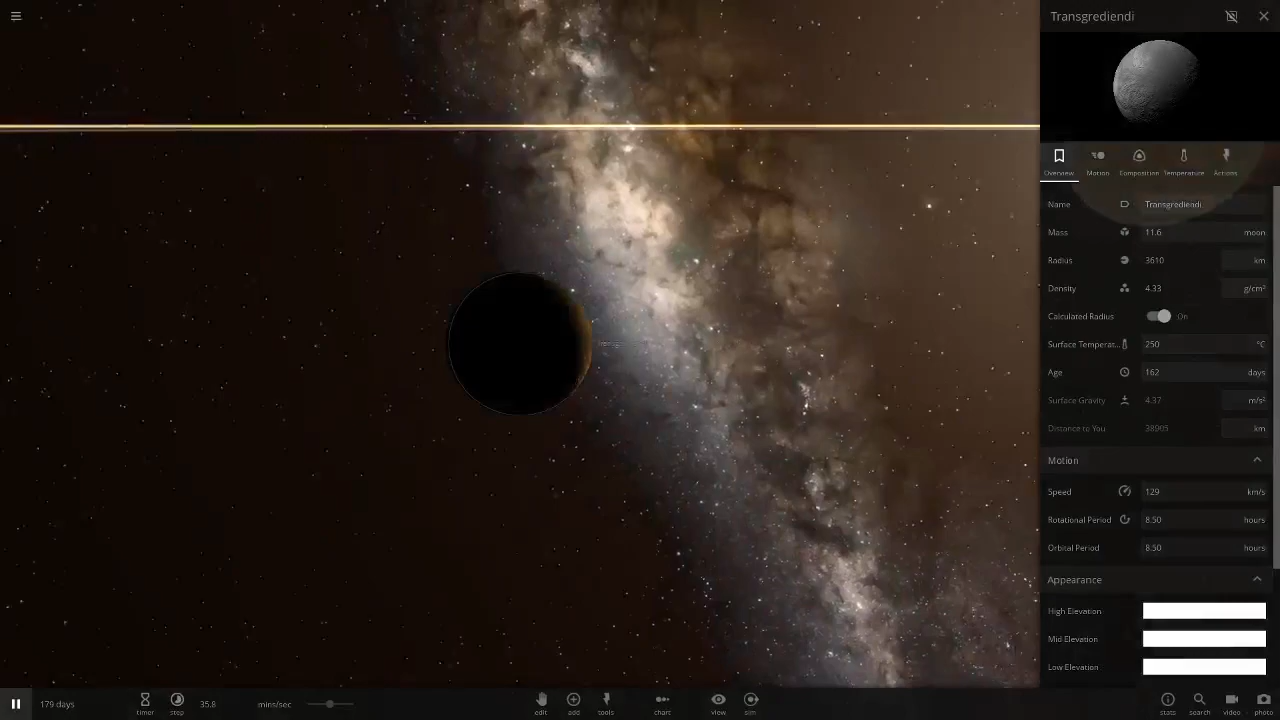 Transgrediendi
Overview Motion Composition Temperature Actions
Name Transgrediendi
Mass 11.6 moon
Radius 3610 km
Density 4.33 g/cm³
Calculated Radius On
Surface Temperat... 250 °C
Age 162 days
Surface Gravity 4.37 m/s²
Distance to You 38905 km
Motion
Speed 129 km/s
Rotational Period 8.50 hours
Orbital Period 8.50 hours
Appearance
High Elevation
Mid Elevation
Low Elevation
179 days timer step 35.8 mins/sec edit add tools chart view sim stats search video photo